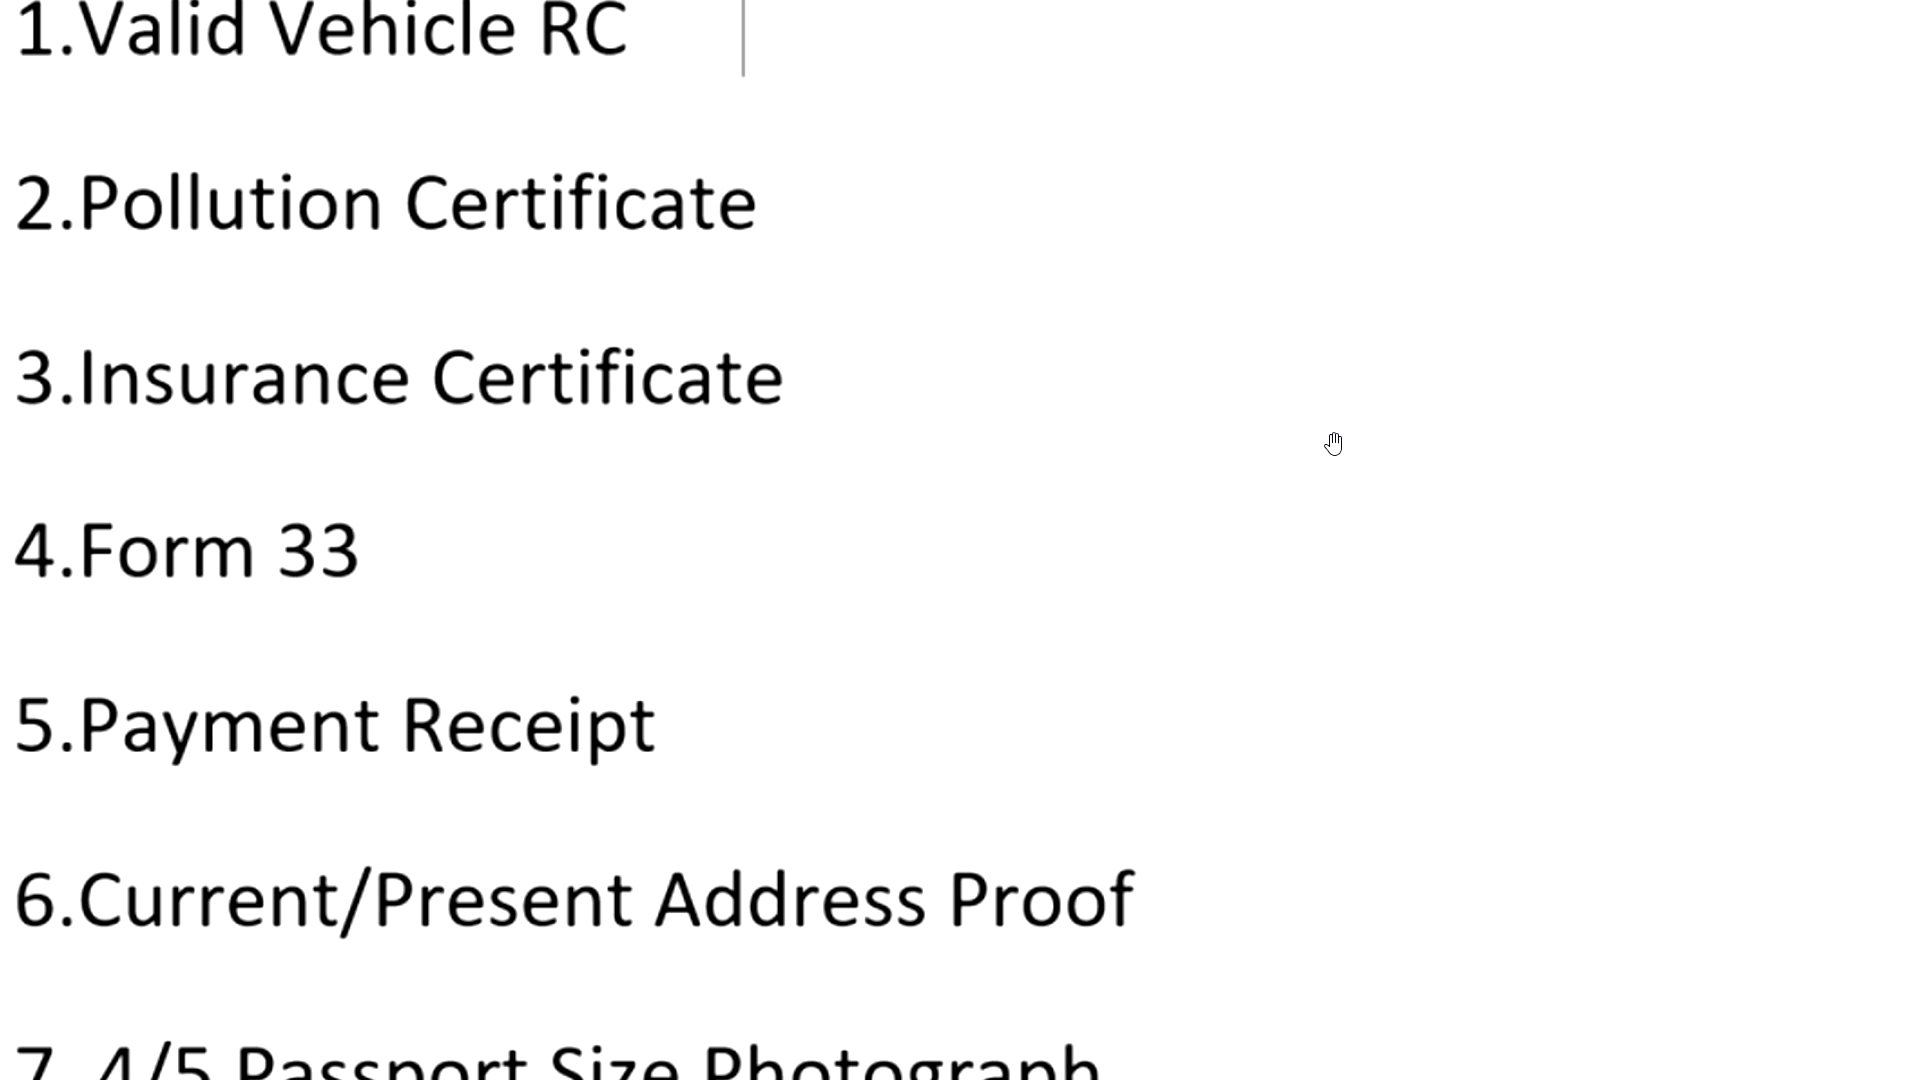 1.Valid Vehicle RC
2.Pollution Certificate
3.Insurance Certificate
4.Form 33
5.Payment Receipt
6.Current/Present Address Proof
7. 4/5 Passport Size Photograph